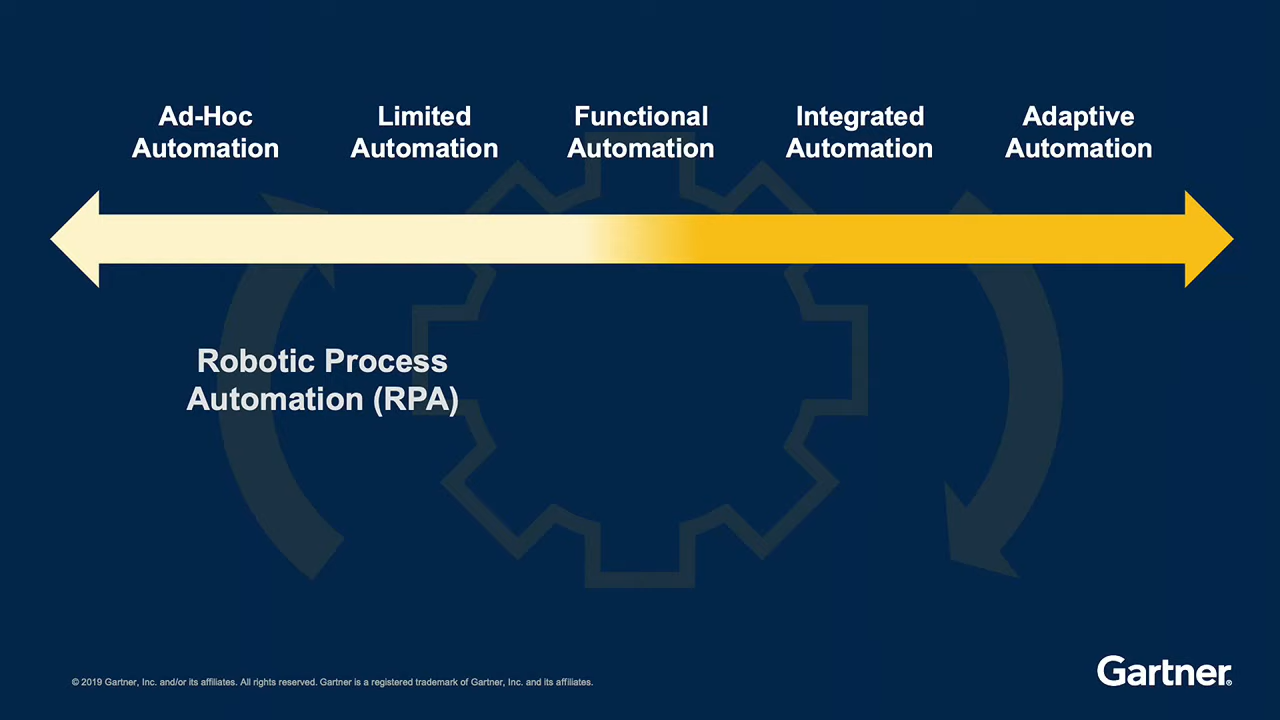 Ad-Hoc
Automation
Limited
Automation
Functional
Automation
Integrated
Automation
Adaptive
Automation
Robotic Process
Automation (RPA)
© 2019 Gartner, Inc. and/or its affiliates. All rights reserved. Gartner is a registered trademark of Gartner, Inc. and its affiliates.
Gartner®